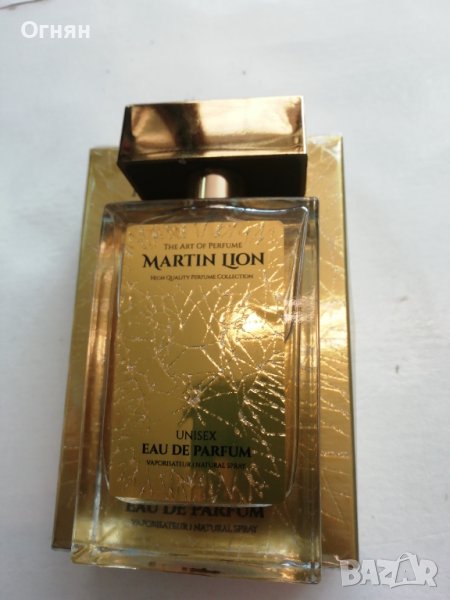 Огнян
THE ART OF PERFUME
MARTIN LION
HIGH QUALITY PERFUME COLLECTION
UNISEX
EAU DE PARFUM
VAPORISATEUR | NATURAL SPRAY
EAU DE PARFUM
VAPORISATEUR | NATURAL SPRAY
BAZAR